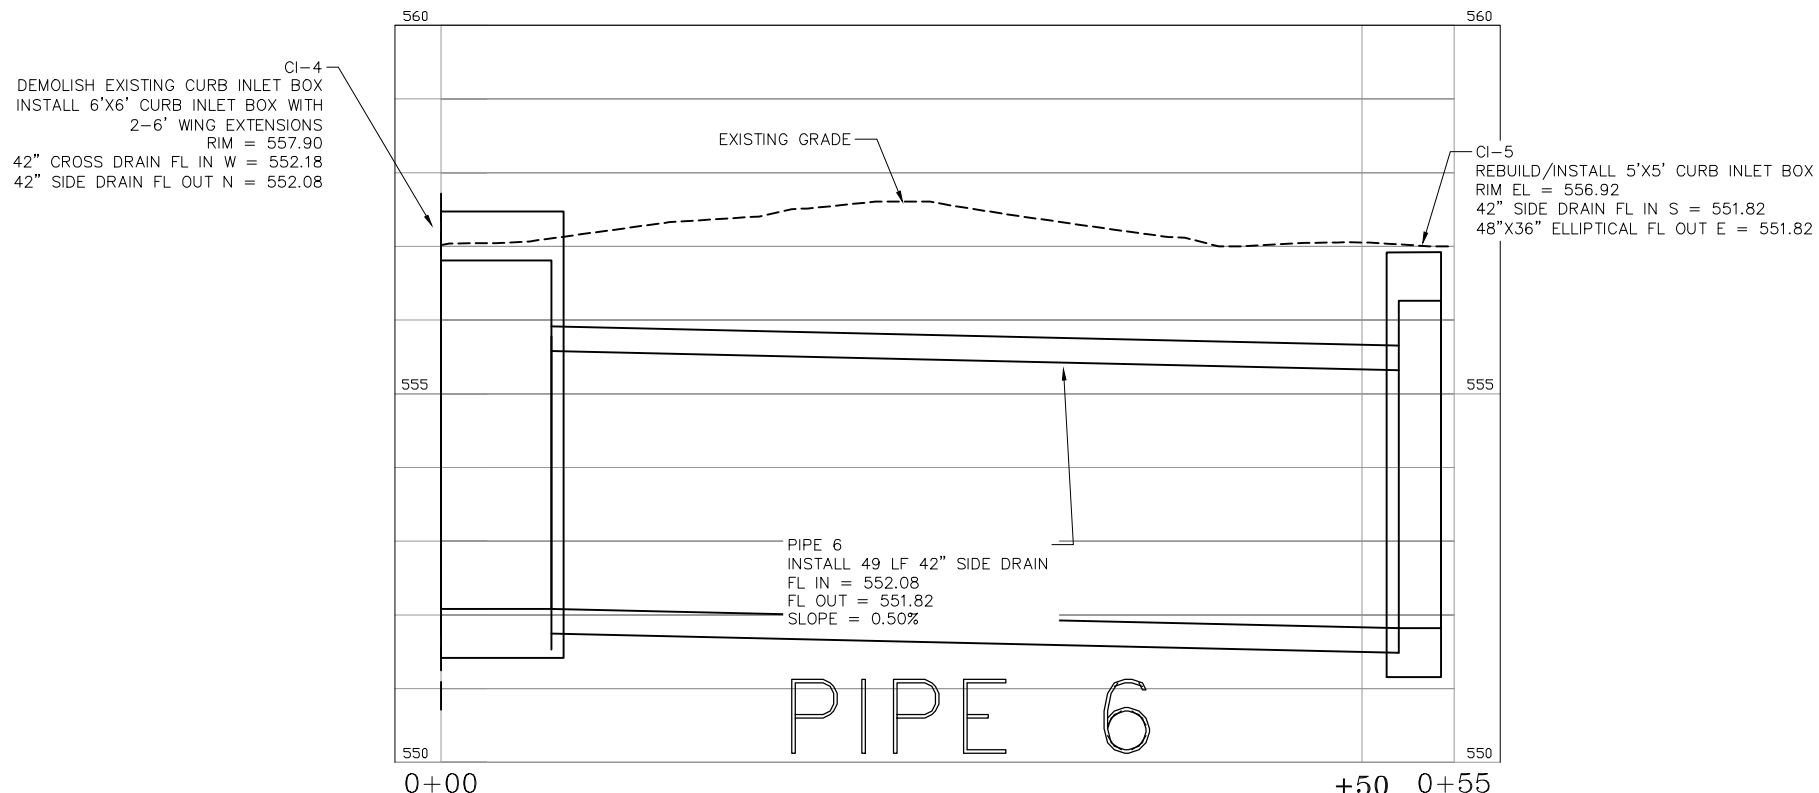 560
560
CI-4
DEMOLISH EXISTING CURB INLET BOX
INSTALL 6'X6' CURB INLET BOX WITH
2-6' WING EXTENSIONS
RIM = 557.90
42" CROSS DRAIN FL IN W = 552.18
42" SIDE DRAIN FL OUT N = 552.08
EXISTING GRADE
CI-5
REBUILD/INSTALL 5'X5' CURB INLET BOX
RIM EL = 556.92
42" SIDE DRAIN FL IN S = 551.82
48"X36" ELLIPTICAL FL OUT E = 551.82
555
555
PIPE 6
INSTALL 49 LF 42" SIDE DRAIN
FL IN = 552.08
FL OUT = 551.82
SLOPE = 0.50%
PIPE 6
550
550
0+00
+50
0+55